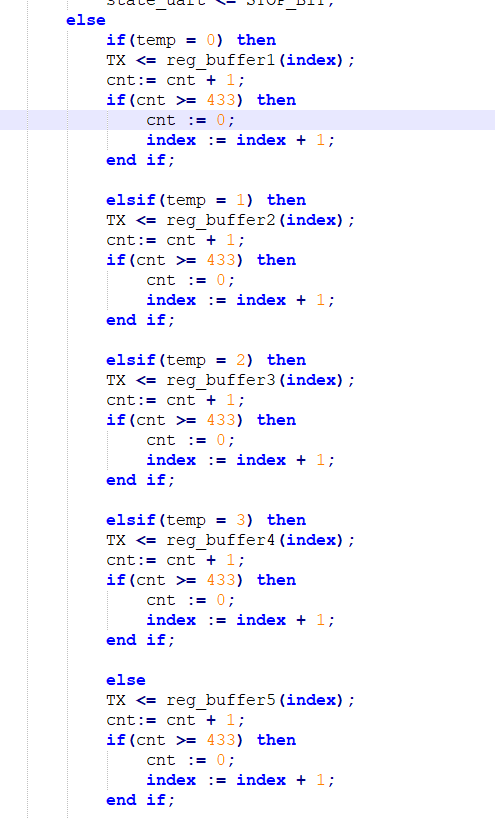 state_uart <= STOP_BIT;
else
if(temp = 0) then
TX <= reg_buffer1(index);
cnt:= cnt + 1;
if(cnt >= 433) then
cnt := 0;
index := index + 1;
end if;
elsif(temp = 1) then
TX <= reg_buffer2(index);
cnt:= cnt + 1;
if(cnt >= 433) then
cnt := 0;
index := index + 1;
end if;
elsif(temp = 2) then
TX <= reg_buffer3(index);
cnt:= cnt + 1;
if(cnt >= 433) then
cnt := 0;
index := index + 1;
end if;
elsif(temp = 3) then
TX <= reg_buffer4(index);
cnt:= cnt + 1;
if(cnt >= 433) then
cnt := 0;
index := index + 1;
end if;
else
TX <= reg_buffer5(index);
cnt:= cnt + 1;
if(cnt >= 433) then
cnt := 0;
index := index + 1;
end if;